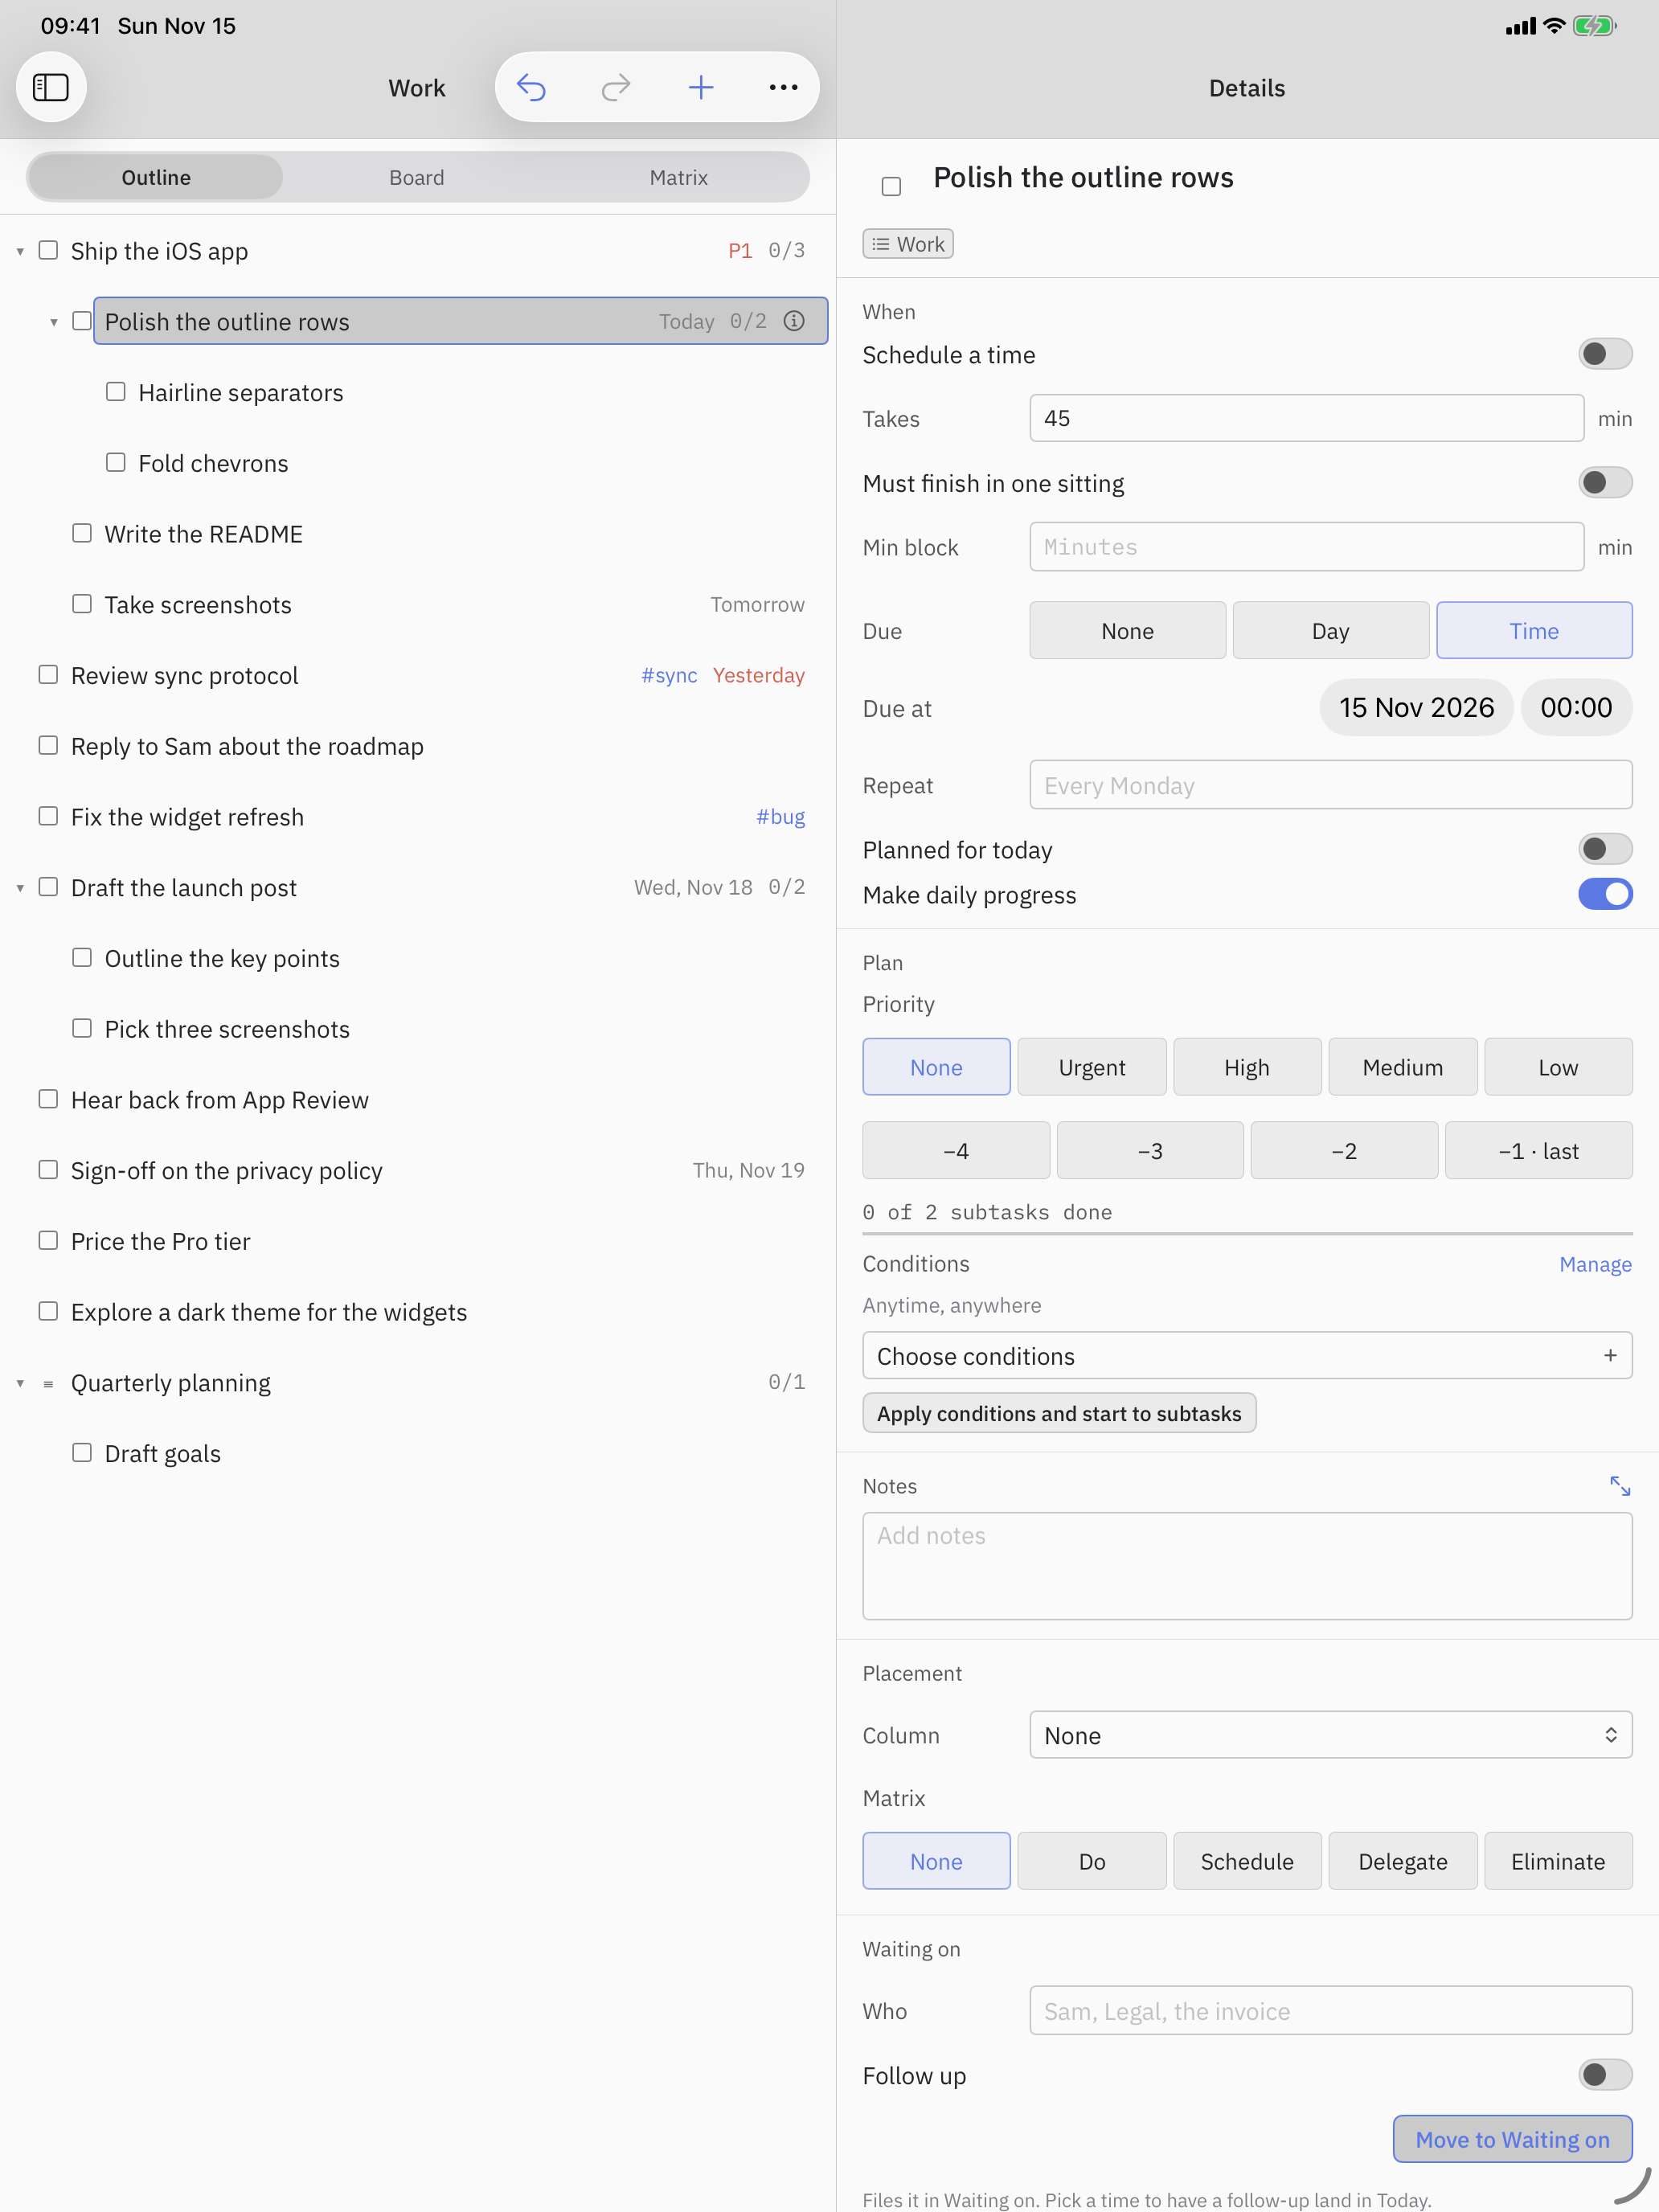 09:41 Sun Nov 15
Work
Outline Board Matrix
Ship the iOS app P1 0/3
Polish the outline rows Today 0/2
Hairline separators
Fold chevrons
Write the README
Take screenshots Tomorrow
Review sync protocol #sync Yesterday
Reply to Sam about the roadmap
Fix the widget refresh #bug
Draft the launch post Wed, Nov 18 0/2
Outline the key points
Pick three screenshots
Hear back from App Review
Sign-off on the privacy policy Thu, Nov 19
Price the Pro tier
Explore a dark theme for the widgets
Quarterly planning 0/1
Draft goals
Details
Polish the outline rows
Work
When
Schedule a time
Takes 45 min
Must finish in one sitting
Min block Minutes min
Due None Day Time
Due at 15 Nov 2026 00:00
Repeat Every Monday
Planned for today
Make daily progress
Plan
Priority
None Urgent High Medium Low
−4 −3 −2 −1 · last
0 of 2 subtasks done
Conditions Manage
Anytime, anywhere
Choose conditions +
Apply conditions and start to subtasks
Notes
Add notes
Placement
Column None
Matrix
None Do Schedule Delegate Eliminate
Waiting on
Who Sam, Legal, the invoice
Follow up
Move to Waiting on
Files it in Waiting on. Pick a time to have a follow-up land in Today.